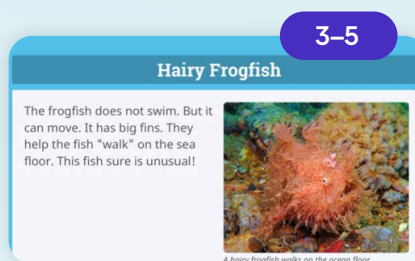 3–5
Hairy Frogfish
The frogfish does not swim. But it
can move. It has big fins. They
help the fish "walk" on the sea
floor. This fish sure is unusual!
A hairy frogfish walks on the ocean floor.